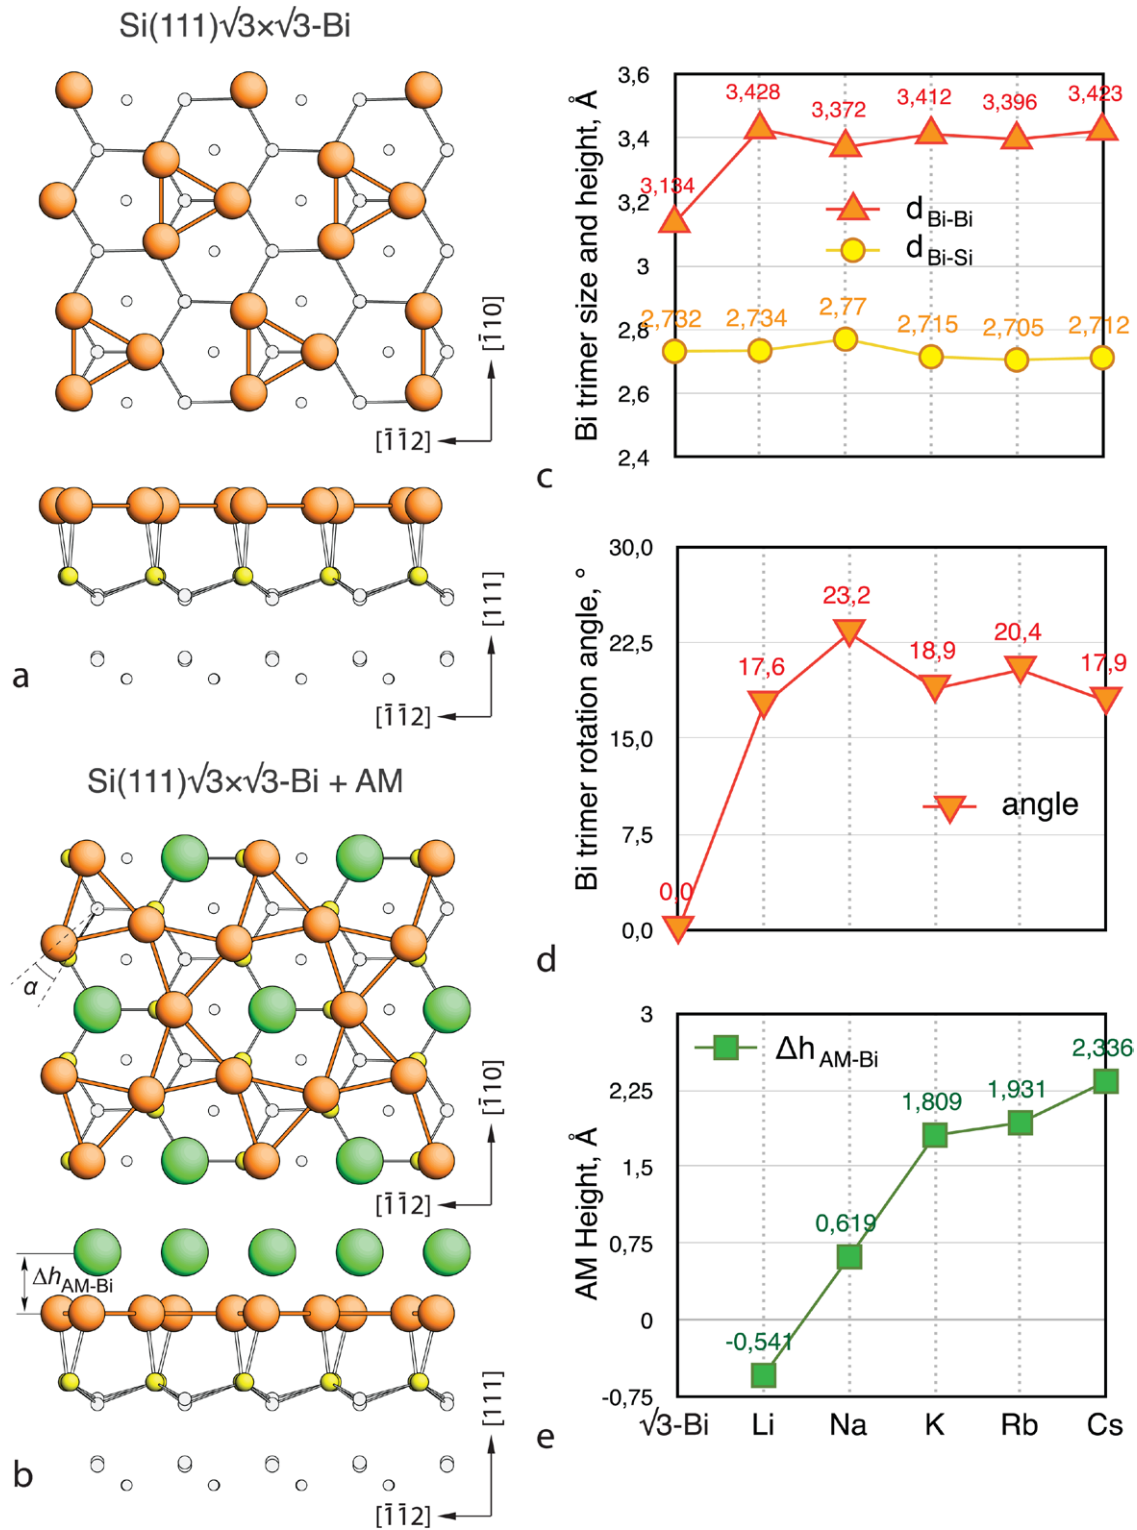 Si(111)√3×√3-Bi
[1̄10]
[1̄1̄2]
[111]
a
[1̄1̄2]
Si(111)√3×√3-Bi + AM
α
[1̄10]
[1̄1̄2]
Δh AM-Bi
[111]
b
[1̄1̄2]
Bi trimer size and height, Å
3,6
3,4
3,2
3
2,8
2,6
2,4
3,134
3,428
3,372
3,412
3,396
3,423
d Bi-Bi
d Bi-Si
2,732
2,734
2,77
2,715
2,705
2,712
c
Bi trimer rotation angle, °
30,0
22,5
15,0
7,5
0,0
0,0
17,6
23,2
18,9
20,4
17,9
angle
d
AM Height, Å
3
2,25
1,5
0,75
0
-0,75
Δh AM-Bi
-0,541
0,619
1,809
1,931
2,336
√3-Bi Li Na K Rb Cs
e